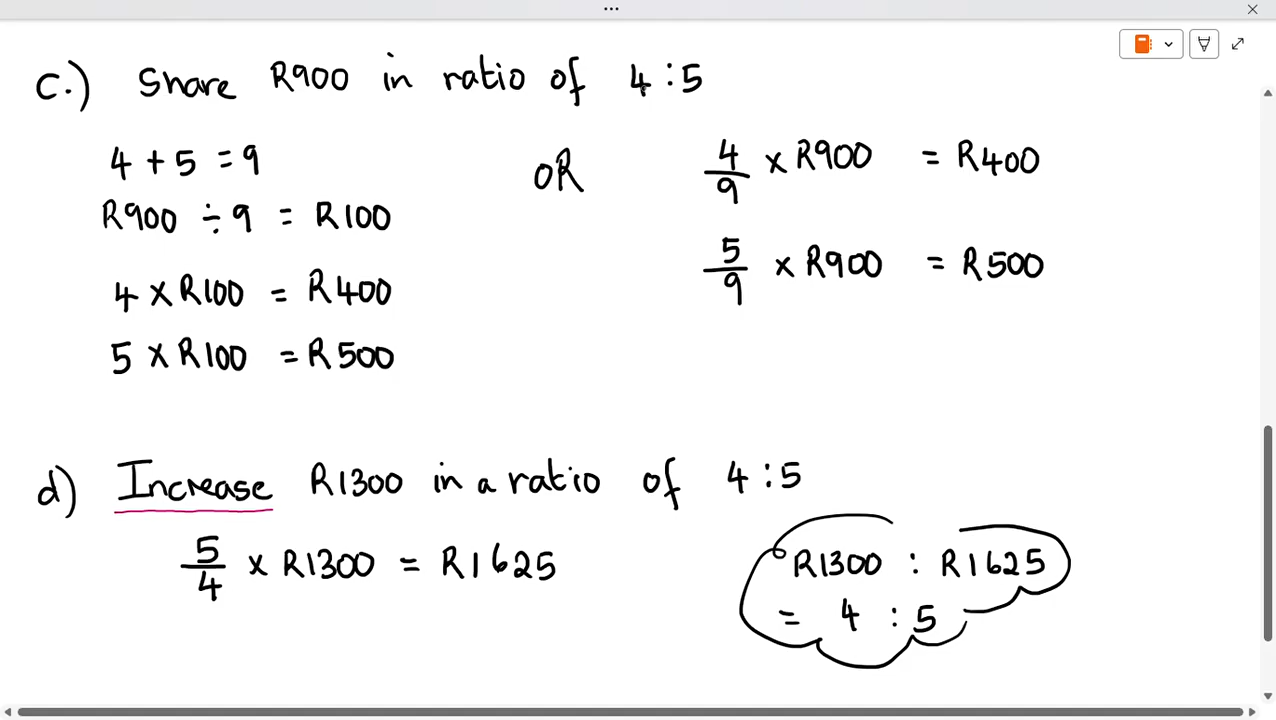 c.) Share R900 in ratio of 4:5
4 + 5 = 9
R900 ÷ 9 = R100
4 × R100 = R400
5 × R100 = R500
OR
4/9 × R900 = R400
5/9 × R900 = R500
d) Increase R1300 in a ratio of 4:5
5/4 × R1300 = R1625
R1300 : R1625
= 4 : 5